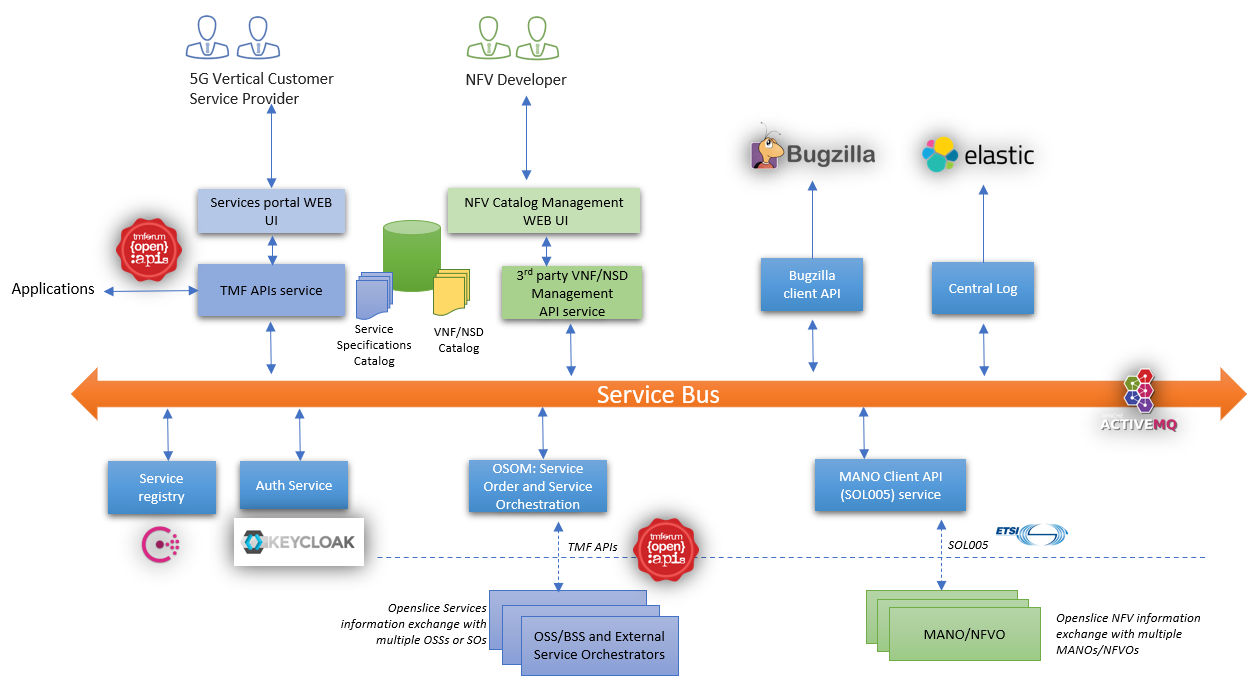 5G Vertical Customer
Service Provider
NFV Developer
Bugzilla
elastic
Services portal WEB
UI
NFV Catalog Management
WEB UI
tmforum
{open}
:apis
Applications
TMF APIs service
3rd party VNF/NSD
Management
API service
Bugzilla
client API
Central Log
Service
Specifications
Catalog
VNF/NSD
Catalog
Service Bus
ACTIVEMQ
Service
registry
Auth Service
OSOM: Service
Order and Service
Orchestration
MANO Client API
(SOL005) service
KEYCLOAK
TMF APIs
tmforum
{open}
:apis
SOL005
ETSI
Openslice Services
information exchange with
multiple OSSs or SOs
OSS/BSS and External
Service Orchestrators
MANO/NFVO
Openslice NFV information
exchange with multiple
MANOs/NFVOs